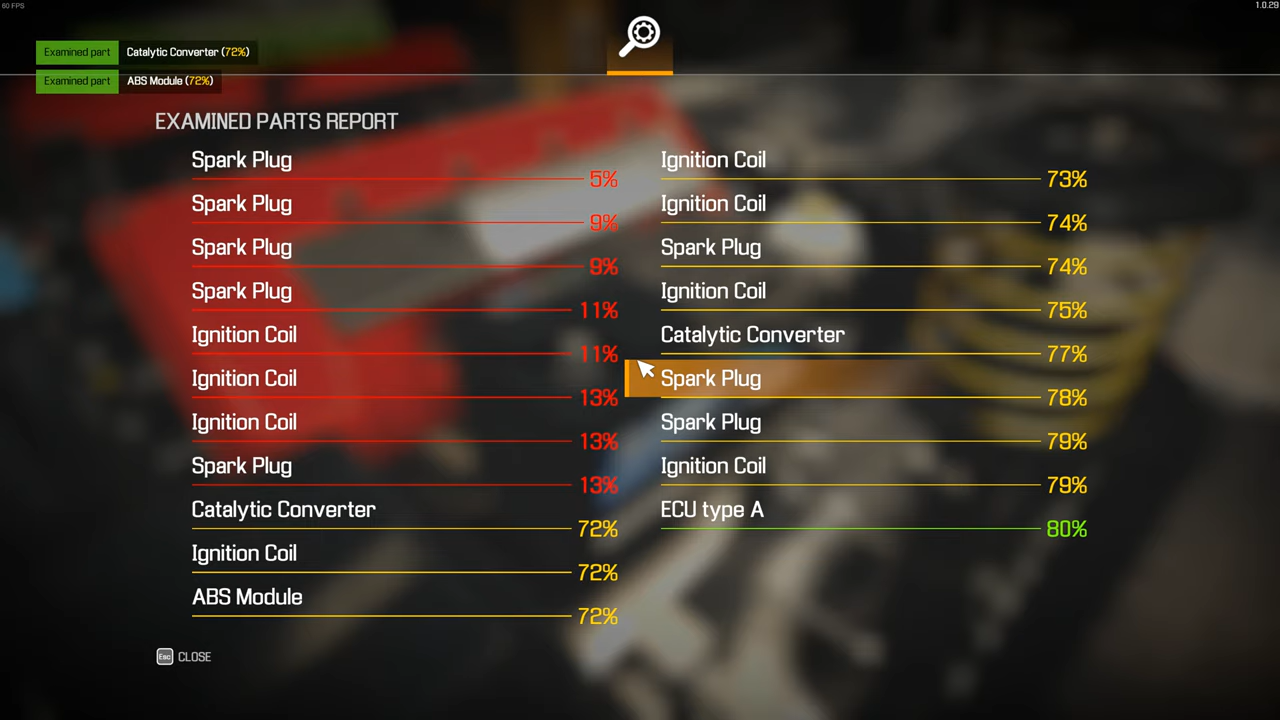 60 FPS
1.0.29
Examined part Catalytic Converter (72%)
Examined part ABS Module (72%)
EXAMINED PARTS REPORT
Spark Plug 5%
Spark Plug 9%
Spark Plug 9%
Spark Plug 11%
Ignition Coil 11%
Ignition Coil 13%
Ignition Coil 13%
Spark Plug 13%
Catalytic Converter 72%
Ignition Coil 72%
ABS Module 72%
Ignition Coil 73%
Ignition Coil 74%
Spark Plug 74%
Ignition Coil 75%
Catalytic Converter 77%
Spark Plug 78%
Spark Plug 79%
Ignition Coil 79%
ECU type A 80%
Esc CLOSE